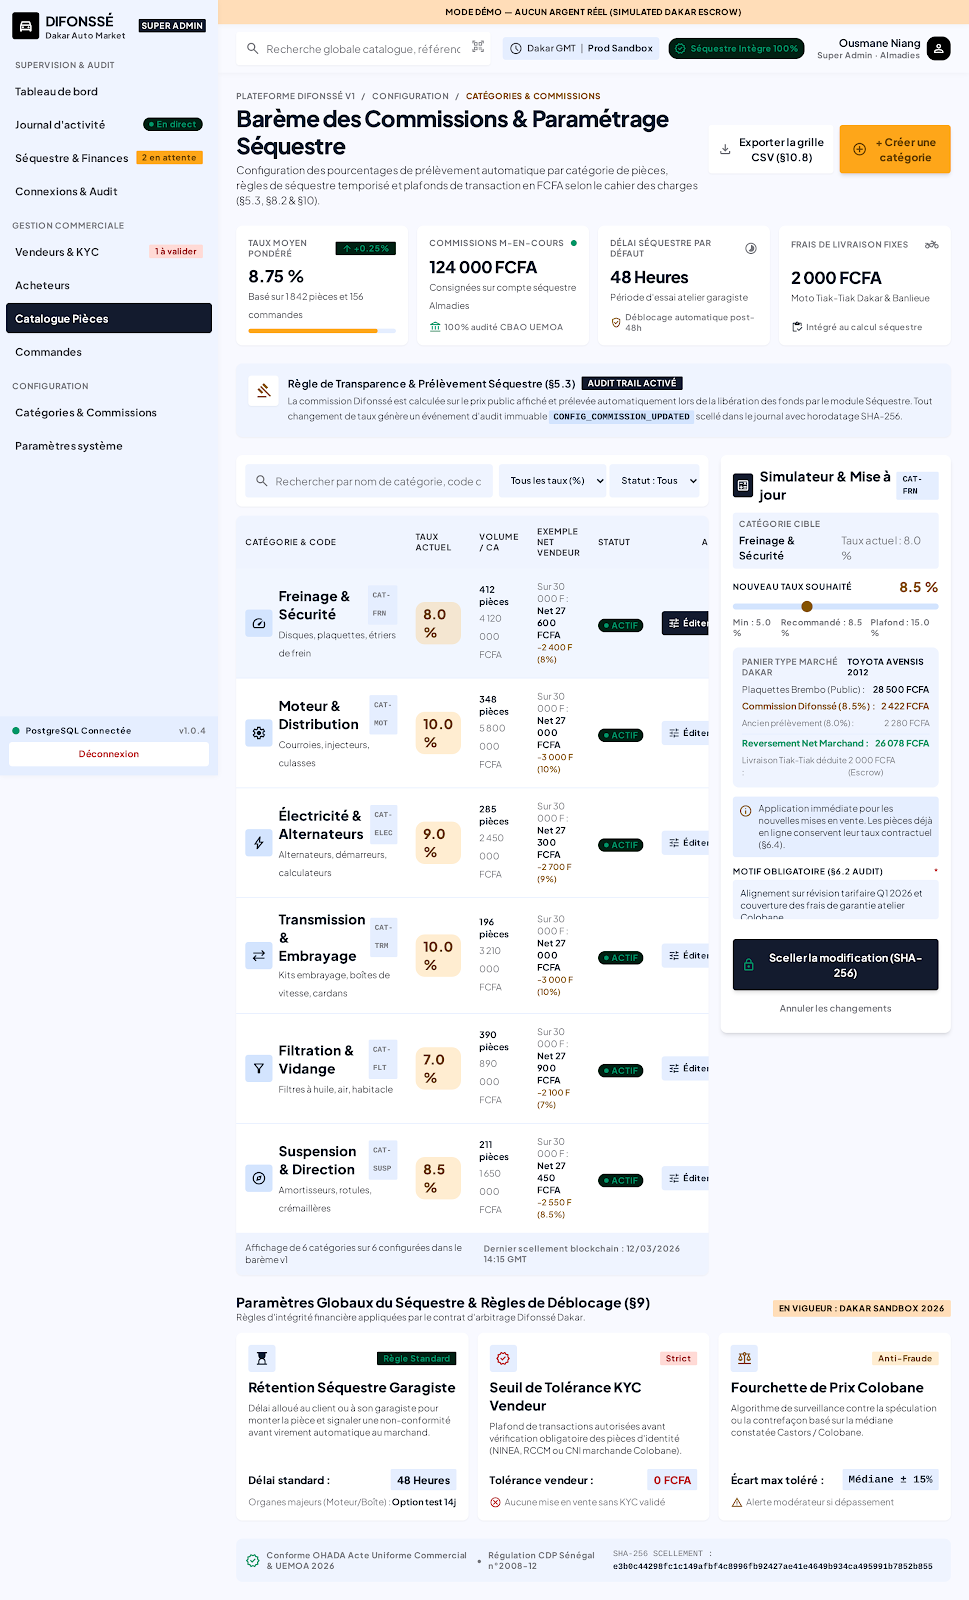 MODE DÉMO — AUCUN ARGENT RÉEL (SIMULATED DAKAR ESCROW)
DIFONSSÉ
Dakar Auto Market
SUPER ADMIN
SUPERVISION & AUDIT
Tableau de bord
Journal d'activité
En direct
Séquestre & Finances
2 en attente
Connexions & Audit
GESTION COMMERCIALE
Vendeurs & KYC
1 à valider
Acheteurs
Catalogue Pièces
Commandes
CONFIGURATION
Catégories & Commissions
Paramètres système
PostgreSQL Connectée
v1.0.4
Déconnexion
Recherche globale catalogue, référenc
Dakar GMT | Prod Sandbox
Séquestre Intègre 100%
Ousmane Niang
Super Admin · Almadies
PLATEFORME DIFONSSÉ V1 / CONFIGURATION / CATÉGORIES & COMMISSIONS
Barème des Commissions & Paramétrage
Séquestre
Configuration des pourcentages de prélèvement automatique par catégorie de pièces,
règles de séquestre temporisé et plafonds de transaction en FCFA selon le cahier des charges
(§5.3, §8.2 & §10).
Exporter la grille
CSV (§10.8)
+ Créer une
catégorie
TAUX MOYEN
PONDÉRÉ
+0.25%
8.75 %
Basé sur 1 842 pièces et 156
commandes
COMMISSIONS M-EN-COURS
124 000 FCFA
Consignées sur compte séquestre
Almadies
100% audité CBAO UEMOA
DÉLAI SÉQUESTRE PAR
DÉFAUT
48 Heures
Période d'essai atelier garagiste
Déblocage automatique post-
48h
FRAIS DE LIVRAISON FIXES
2 000 FCFA
Moto Tiak-Tiak Dakar & Banlieue
Intégré au calcul séquestre
Règle de Transparence & Prélèvement Séquestre (§5.3)
AUDIT TRAIL ACTIVÉ
La commission Difonssé est calculée sur le prix public affiché et prélevée automatiquement lors de la libération des fonds par le module Séquestre. Tout
changement de taux génère un événement d'audit immuable CONFIG_COMMISSION_UPDATED scellé dans le journal avec horodatage SHA-256.
Rechercher par nom de catégorie, code c
Tous les taux (%)
Statut : Tous
CATÉGORIE & CODE
TAUX
ACTUEL
VOLUME
/ CA
EXEMPLE
NET
VENDEUR
STATUT
A
Freinage &
Sécurité
CAT-
FRN
Disques, plaquettes, étriers
de frein
8.0
%
412
pièces
4 120
000
FCFA
Sur 30
000 F :
Net 27
600
FCFA
-2 400 F
(8%)
ACTIF
Éditer
Moteur &
Distribution
CAT-
MOT
Courroies, injecteurs,
culasses
10.0
%
348
pièces
5 800
000
FCFA
Sur 30
000 F :
Net 27
000
FCFA
-3 000 F
(10%)
ACTIF
Éditer
Électricité &
Alternateurs
CAT-
ELEC
Alternateurs, démarreurs,
calculateurs
9.0
%
285
pièces
2 450
000
FCFA
Sur 30
000 F :
Net 27
300
FCFA
-2 700 F
(9%)
ACTIF
Éditer
Transmission
&
Embrayage
CAT-
TRM
Kits embrayage, boîtes de
vitesse, cardans
10.0
%
196
pièces
3 210
000
FCFA
Sur 30
000 F :
Net 27
000
FCFA
-3 000 F
(10%)
ACTIF
Éditer
Filtration &
Vidange
CAT-
FLT
Filtres à huile, air, habitacle
7.0
%
390
pièces
890
000
FCFA
Sur 30
000 F :
Net 27
900
FCFA
-2 100 F
(7%)
ACTIF
Éditer
Suspension
& Direction
CAT-
SUSP
Amortisseurs, rotules,
crémaillères
8.5
%
211
pièces
1 650
000
FCFA
Sur 30
000 F :
Net 27
450
FCFA
-2 550 F
(8.5%)
ACTIF
Éditer
Affichage de 6 catégories sur 6 configurées dans le
barème v1
Dernier scellement blockchain : 12/03/2026
14:15 GMT
Simulateur & Mise à
jour
CAT-
FRN
CATÉGORIE CIBLE
Freinage &
Sécurité
Taux actuel : 8.0
%
NOUVEAU TAUX SOUHAITÉ
8.5 %
Min : 5.0
%
Recommandé : 8.5
%
Plafond : 15.0
%
PANIER TYPE MARCHÉ
DAKAR
TOYOTA AVENSIS
2012
Plaquettes Brembo (Public) :
28 500 FCFA
Commission Difonssé (8.5%) :
2 422 FCFA
Ancien prélèvement (8.0%) :
2 280 FCFA
Reversement Net Marchand :
26 078 FCFA
Livraison Tiak-Tiak déduite
:
2 000 FCFA
(Escrow)
Application immédiate pour les
nouvelles mises en vente. Les pièces déjà
en ligne conservent leur taux contractuel
(§6.4).
MOTIF OBLIGATOIRE (§6.2 AUDIT)
*
Alignement sur révision tarifaire Q1 2026 et
couverture des frais de garantie atelier
Colobane
Sceller la modification (SHA-
256)
Annuler les changements
Paramètres Globaux du Séquestre & Règles de Déblocage (§9)
Règles d'intégrité financière appliquées par le contrat d'arbitrage Difonssé Dakar.
EN VIGUEUR : DAKAR SANDBOX 2026
Règle Standard
Rétention Séquestre Garagiste
Délai alloué au client ou à son garagiste pour
monter la pièce et signaler une non-conformité
avant virement automatique au marchand.
Délai standard :
48 Heures
Organes majeurs (Moteur/Boîte) : Option test 14j
Strict
Seuil de Tolérance KYC
Vendeur
Plafond de transactions autorisées avant
vérification obligatoire des pièces d'identité
(NINEA, RCCM ou CNI marchande Colobane).
Tolérance vendeur :
0 FCFA
Aucune mise en vente sans KYC validé
Anti-Fraude
Fourchette de Prix Colobane
Algorithme de surveillance contre la spéculation
ou la contrefaçon basé sur la médiane
constatée Castors / Colobane.
Écart max toléré :
Médiane ± 15%
Alerte modérateur si dépassement
Conforme OHADA Acte Uniforme Commercial
& UEMOA 2026
•
Régulation CDP Sénégal
n°2008-12
SHA-256 SCELLEMENT :
e3b0c44298fc1c149afbf4c8996fb92427ae41e4649b934ca495991b7852b855